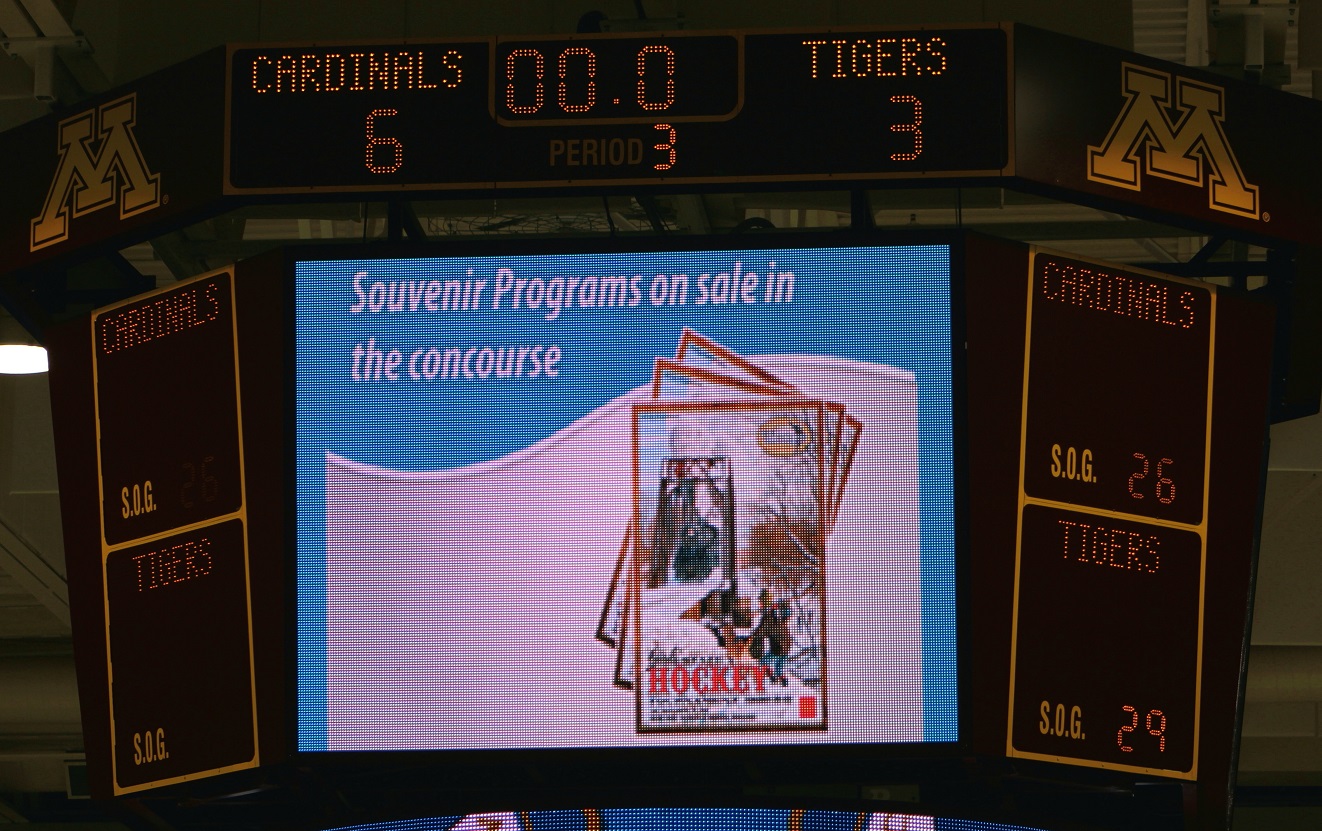 CARDINALS 00.0 TIGERS
6 PERIOD 3 3
M ® M ®
Souvenir Programs on sale in
the concourse
HOCKEY
CARDINALS
S.O.G. 26
TIGERS
S.O.G.
CARDINALS
S.O.G. 26
TIGERS
S.O.G. 29